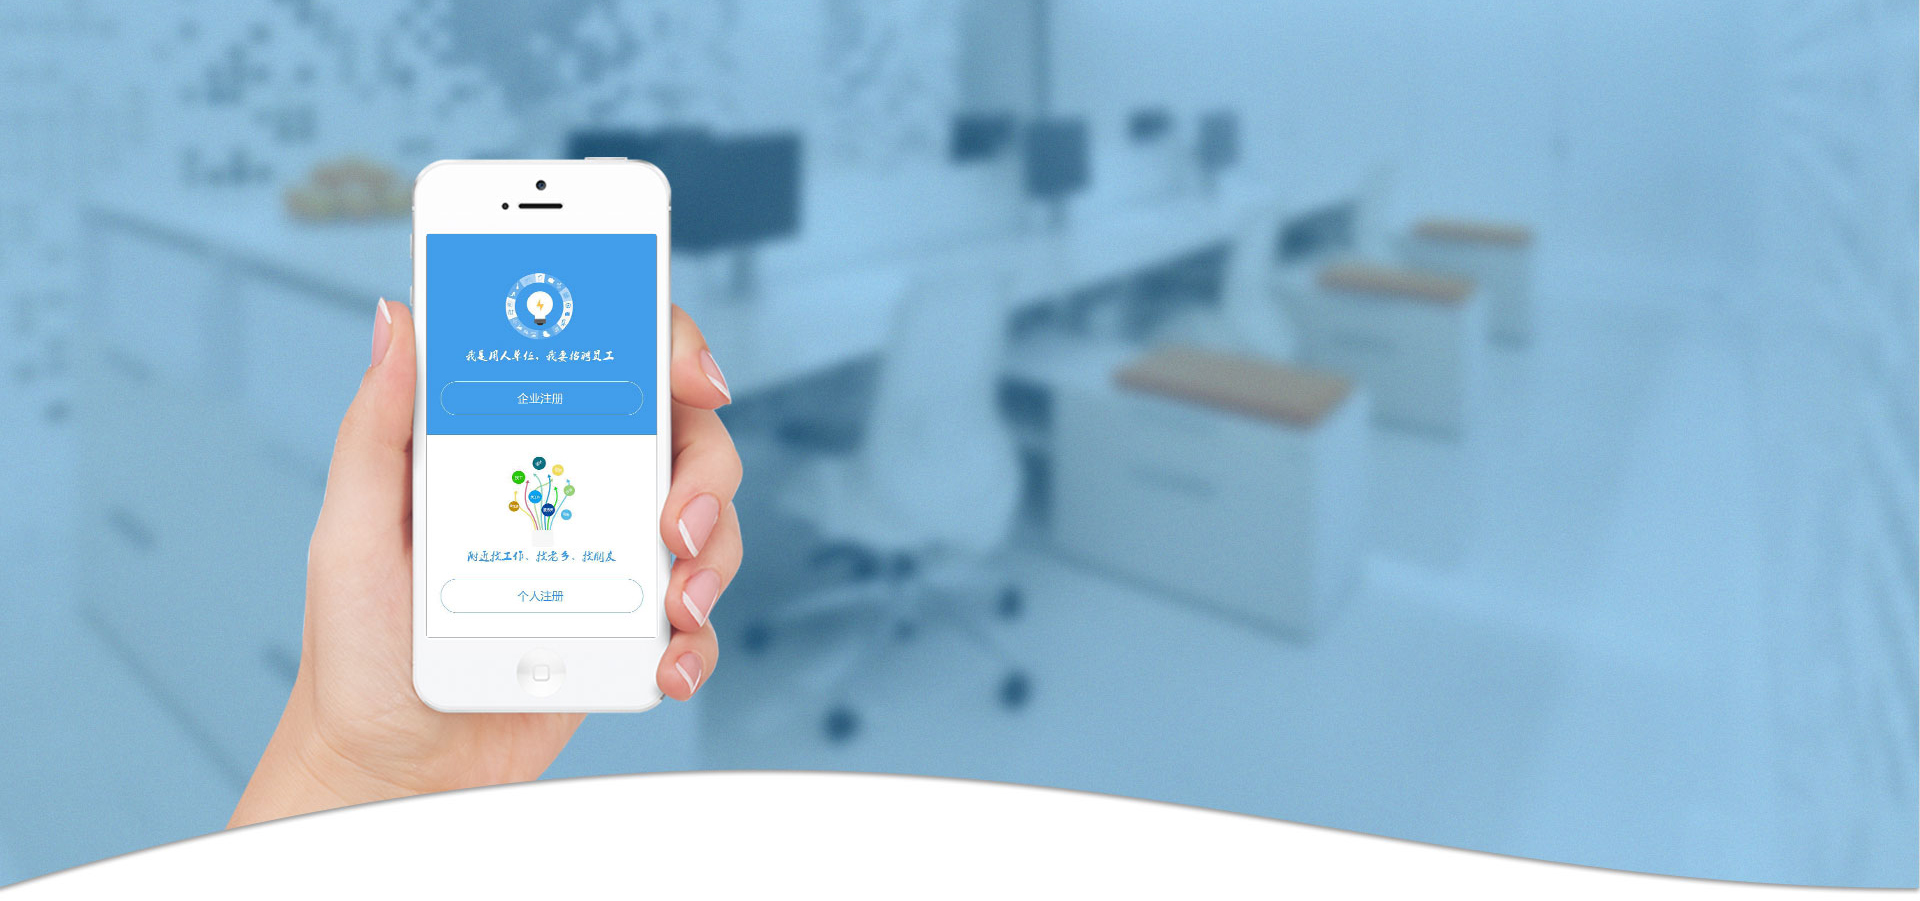 我是用人单位、我要招聘员工
企业注册
附近找工作、找老乡、找朋友
个人注册